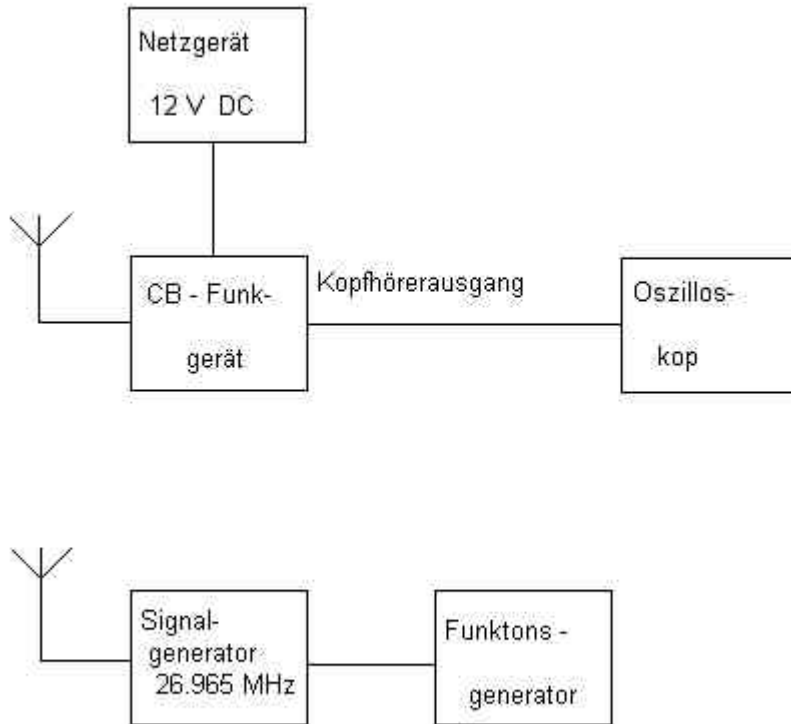 Netzgerät
12 V DC
CB - Funk-
gerät
Kopfhörerausgang
Oszillos-
kop
Signal-
generator
26.965 MHz
Funktons -
generator